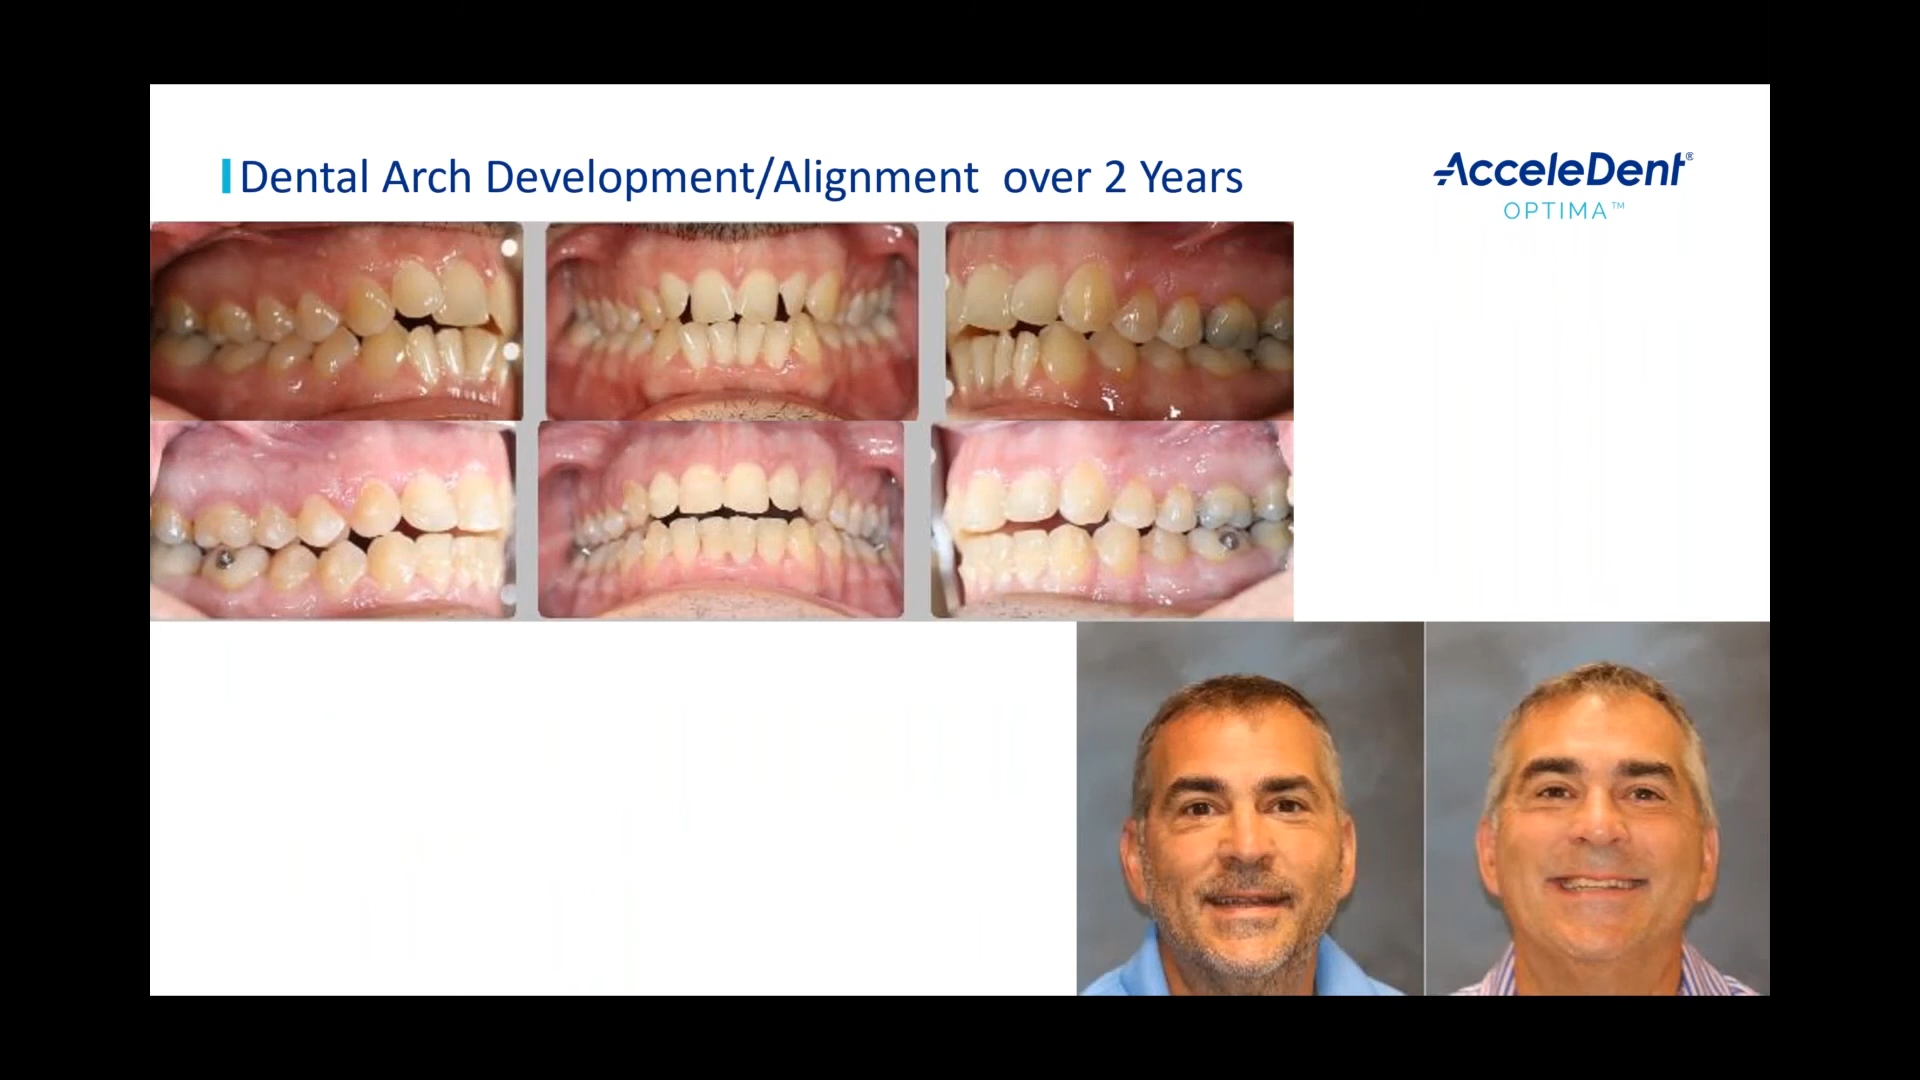 Dental Arch Development/Alignment over 2 Years
AcceleDent®
OPTIMA™